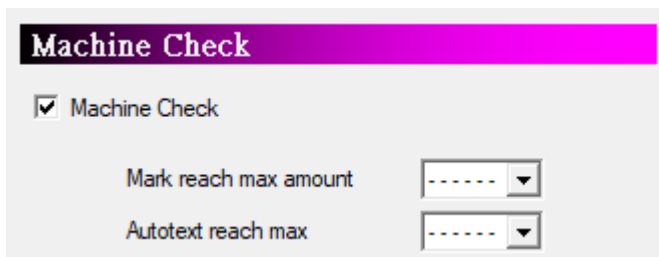 Machine Check
Machine Check
Mark reach max amount ------
Autotext reach max ------